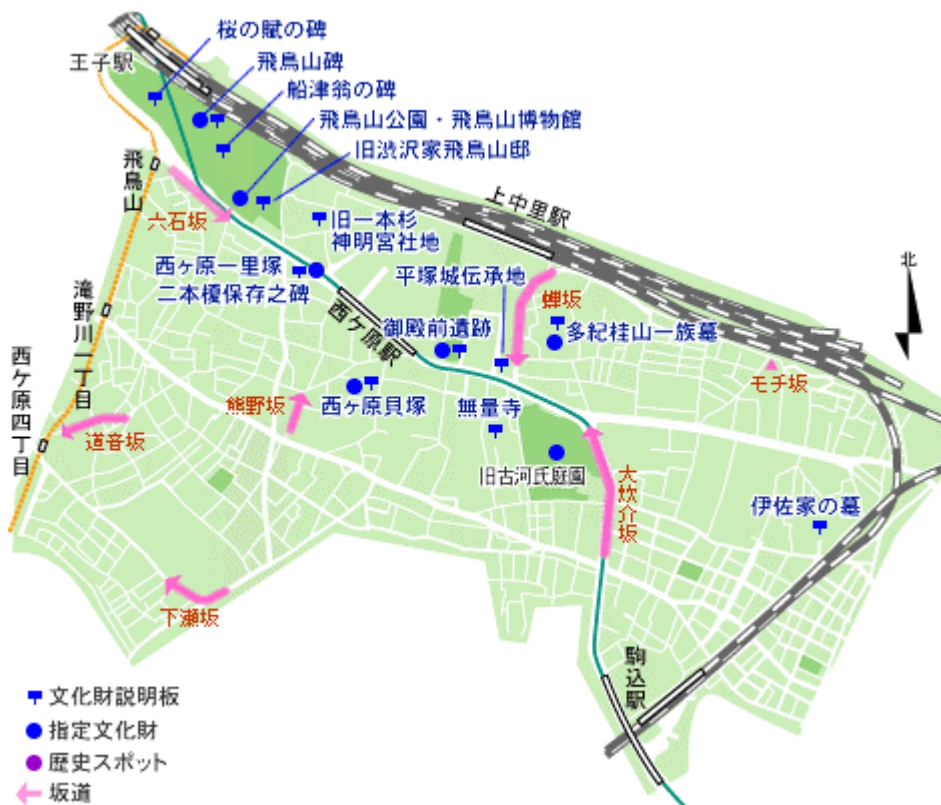 桜の賦の碑
王子駅
飛鳥山碑
船津翁の碑
飛鳥山公園・飛鳥山博物館
旧渋沢家飛鳥山邸
飛鳥山
六石坂
上中里駅
旧一本杉
神明宮社地
西ヶ原一里塚
二本榎保存之碑
平塚城伝承地
北
蝉坂
滝野川一丁目
西ヶ原駅
御殿前遺跡
多紀桂山一族墓
モチ坂
西ケ原四丁目
道音坂
熊野坂
西ヶ原貝塚
無量寺
旧古河氏庭園
大炊介坂
伊佐家の墓
下瀬坂
駒込駅
文化財説明板
指定文化財
歴史スポット
坂道